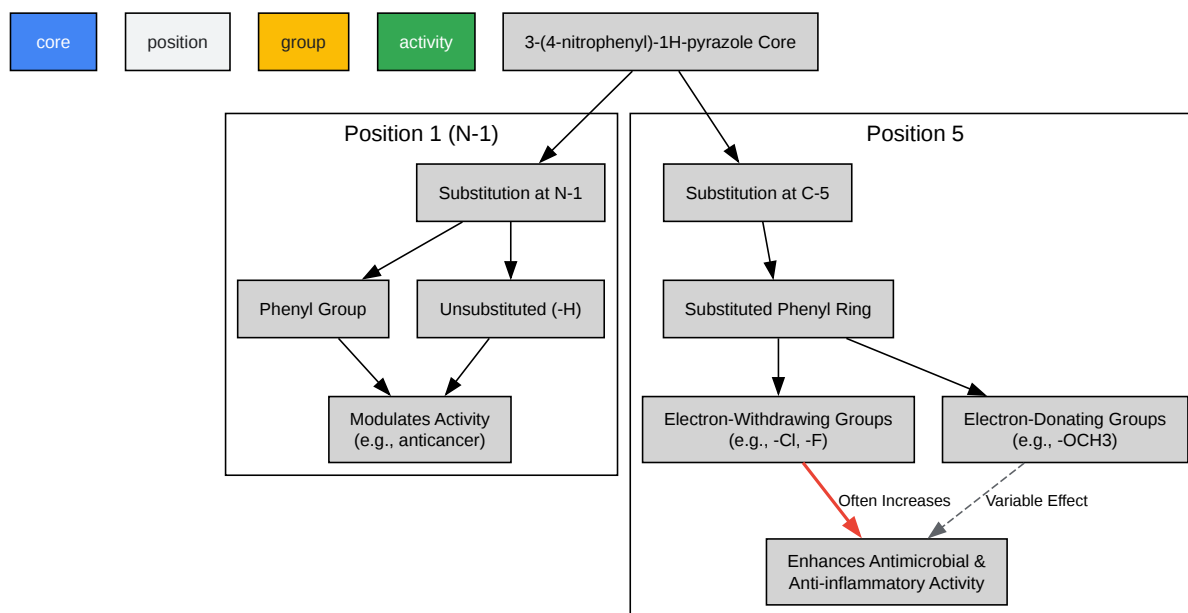 core
position
group
activity
3-(4-nitrophenyl)-1H-pyrazole Core
Position 1 (N-1)
Substitution at N-1
Phenyl Group
Unsubstituted (-H)
Modulates Activity
(e.g., anticancer)
Position 5
Substitution at C-5
Substituted Phenyl Ring
Electron-Withdrawing Groups
(e.g., -Cl, -F)
Electron-Donating Groups
(e.g., -OCH3)
Often Increases
Variable Effect
Enhances Antimicrobial &
Anti-inflammatory Activity